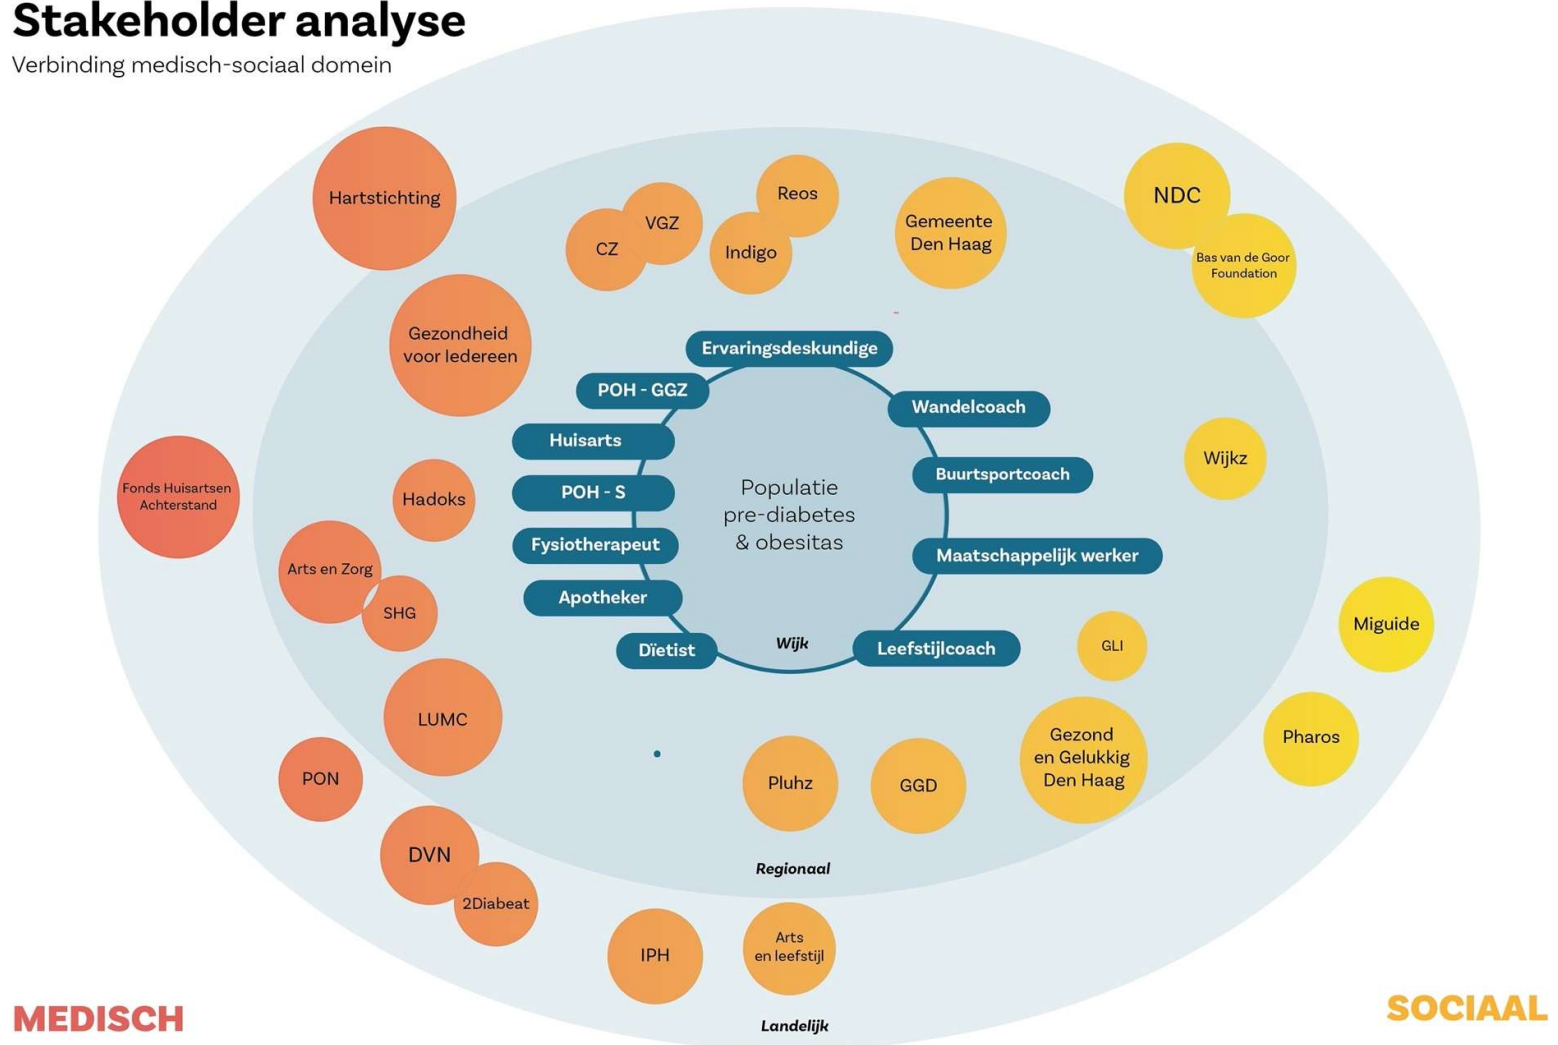 Stakeholder analyse
Verbinding medisch-sociaal domein
Hartstichting
CZ
VGZ
Reos
Indigo
Gemeente
Den Haag
NDC
Bas van de Goor
Foundation
Gezondheid
voor Iedereen
Ervaringsdeskundige
POH - GGZ
Wandelcoach
Huisarts
Buurtsportcoach
Wijkz
POH - S
Populatie
pre-diabetes
& obesitas
Fonds Huisartsen
Achterstand
Hadoks
Fysiotherapeut
Maatschappelijk werker
Arts en Zorg
SHG
Apotheker
Dïetist
Wijk
Leefstijlcoach
GLI
Miguide
LUMC
Pharos
PON
Pluhz
GGD
Gezond
en Gelukkig
Den Haag
DVN
2Diabeat
Regionaal
IPH
Arts
en leefstijl
Landelijk
MEDISCH
SOCIAAL